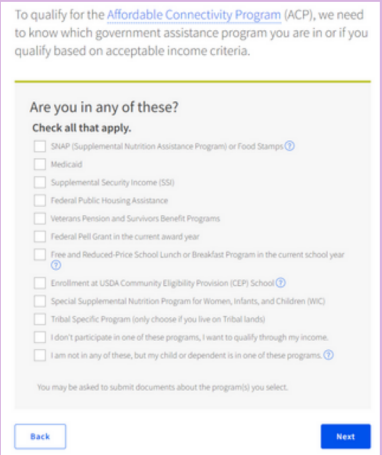 To qualify for the Affordable Connectivity Program (ACP), we need
to know which government assistance program you are in or if you
qualify based on acceptable income criteria.
Are you in any of these?
Check all that apply.
SNAP (Supplemental Nutrition Assistance Program) or Food Stamps ?
Medicaid
Supplemental Security Income (SSI)
Federal Public Housing Assistance
Veterans Pension and Survivors Benefit Programs
Federal Pell Grant in the current award year
Free and Reduced-Price School Lunch or Breakfast Program in the current school year
?
Enrollment at USDA Community Eligibility Provision (CEP) School ?
Special Supplemental Nutrition Program for Women, Infants, and Children (WIC)
Tribal Specific Program (only choose if you live on Tribal lands)
I don't participate in one of these programs, I want to qualify through my income.
I am not in any of these, but my child or dependent is in one of these programs. ?
You may be asked to submit documents about the program(s) you select.
Back
Next